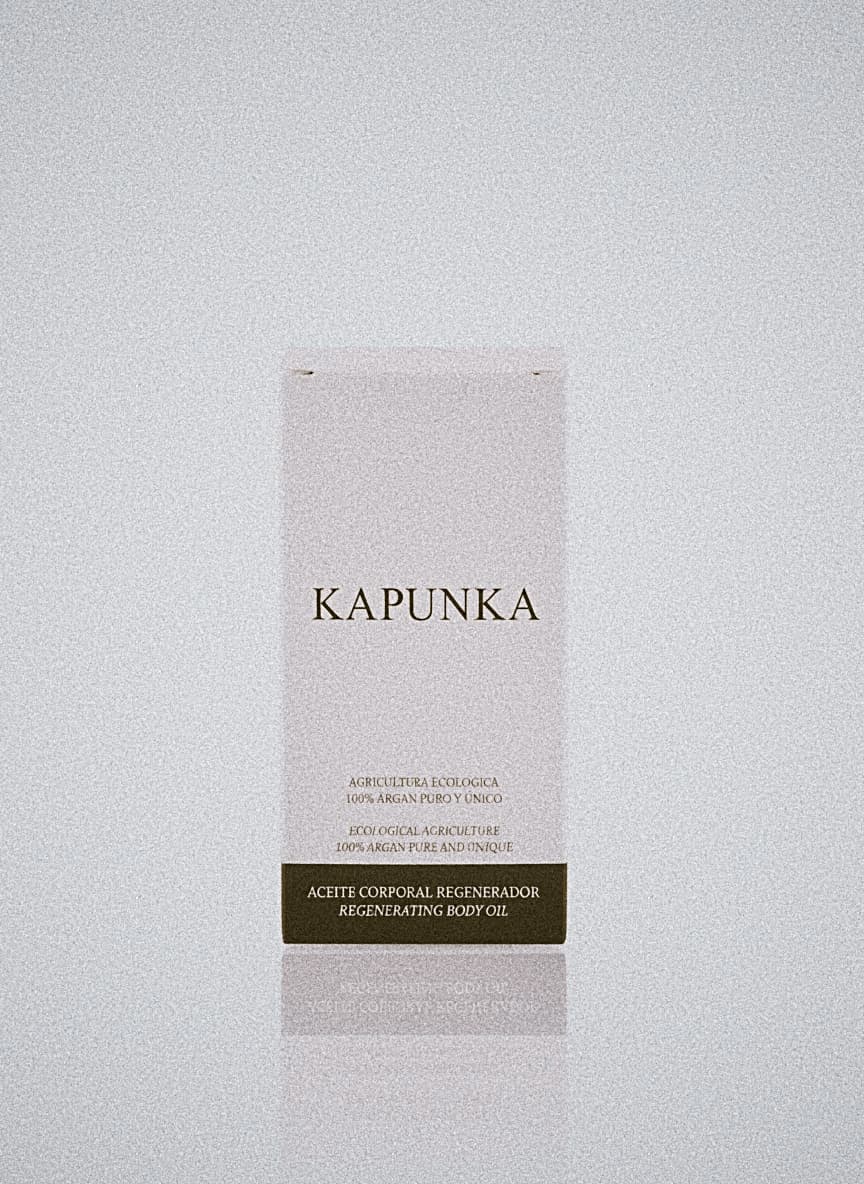 KAPUNKA
AGRICULTURA ECOLOGICA
100% ARGAN PURO Y ÚNICO
ECOLOGICAL AGRICULTURE
100% ARGAN PURE AND UNIQUE
ACEITE CORPORAL REGENERADOR
REGENERATING BODY OIL